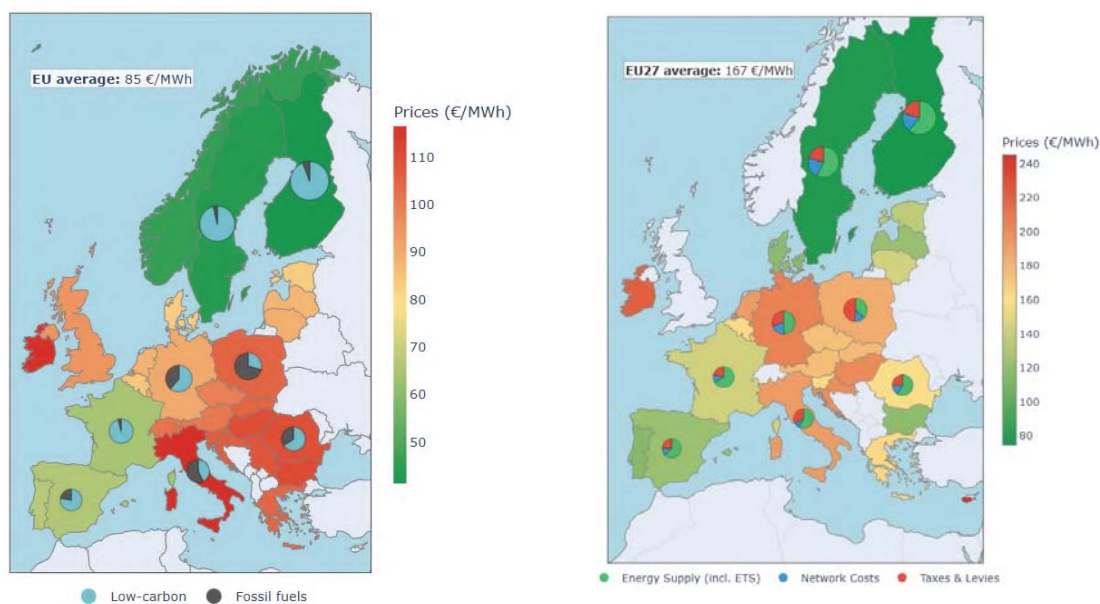 EU average: 85 €/MWh
Prices (€/MWh)
110
100
90
80
70
60
50
Low-carbon
Fossil fuels
EU27 average: 167 €/MWh
Prices (€/MWh)
240
220
200
180
160
140
120
100
80
Energy Supply (incl. ETS)
Network Costs
Taxes & Levies